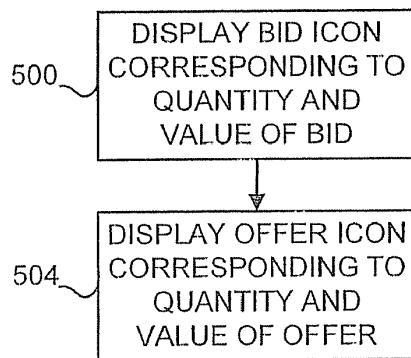 DISPLAY BID ICON
500 CORRESPONDING TO
QUANTITY AND
VALUE OF BID
DISPLAY OFFER ICON
504 CORRESPONDING TO
QUANTITY AND
VALUE OF OFFER